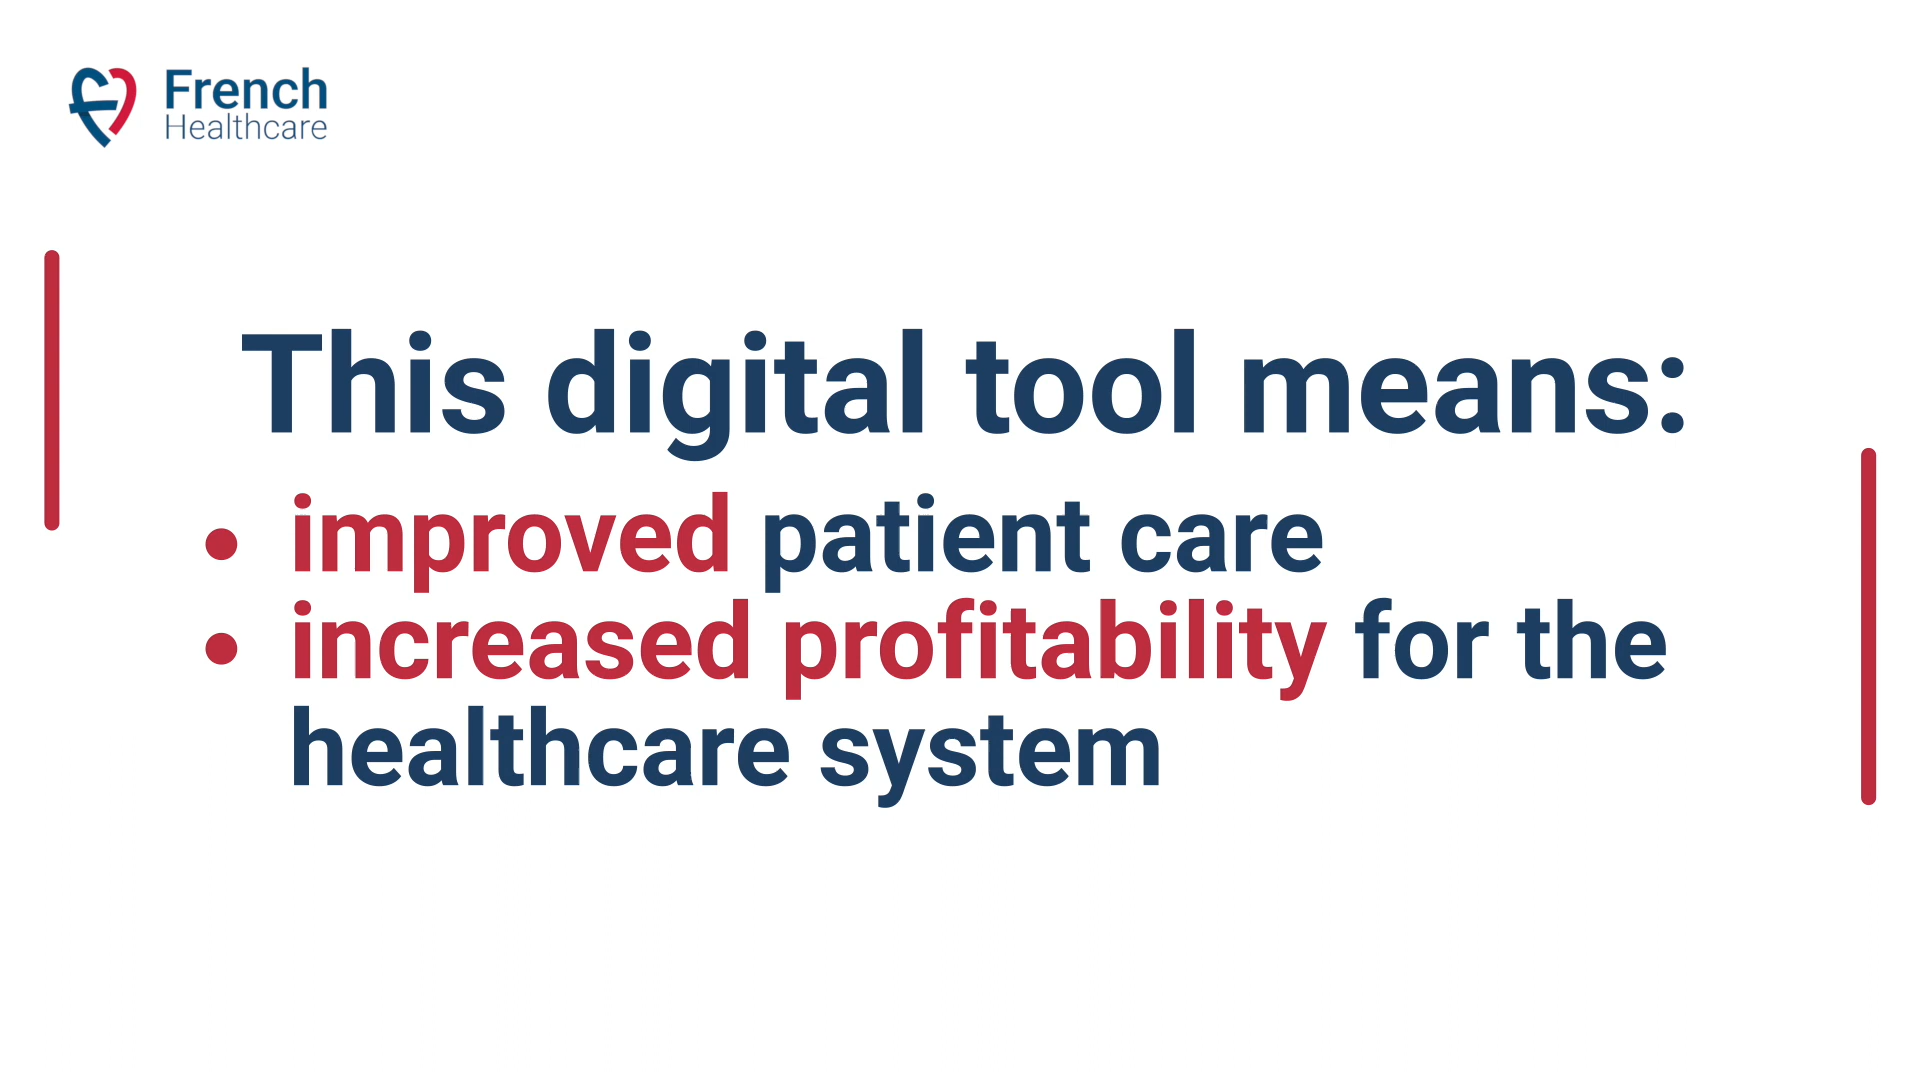 French
Healthcare
This digital tool means:
• improved patient care
• increased profitability for the
healthcare system